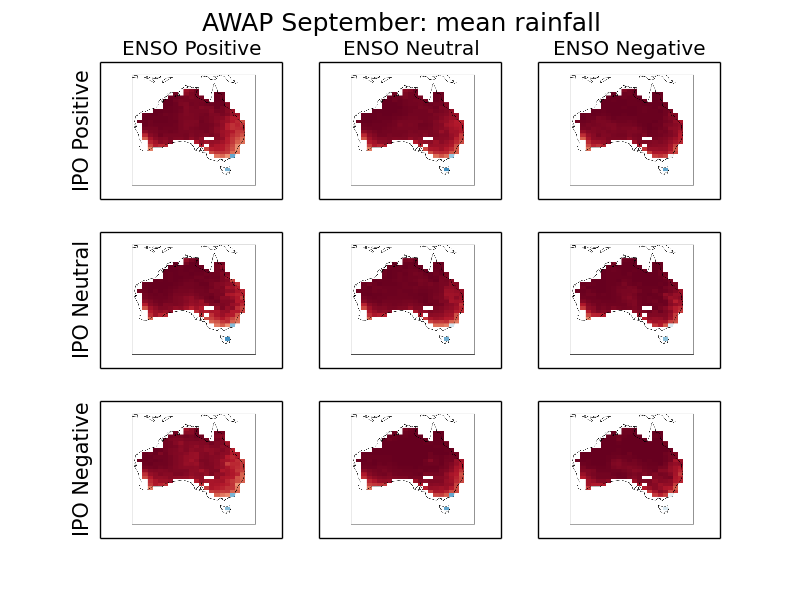 AWAP September: mean rainfall
ENSO Positive ENSO Neutral ENSO Negative
IPO Positive
IPO Neutral
IPO Negative